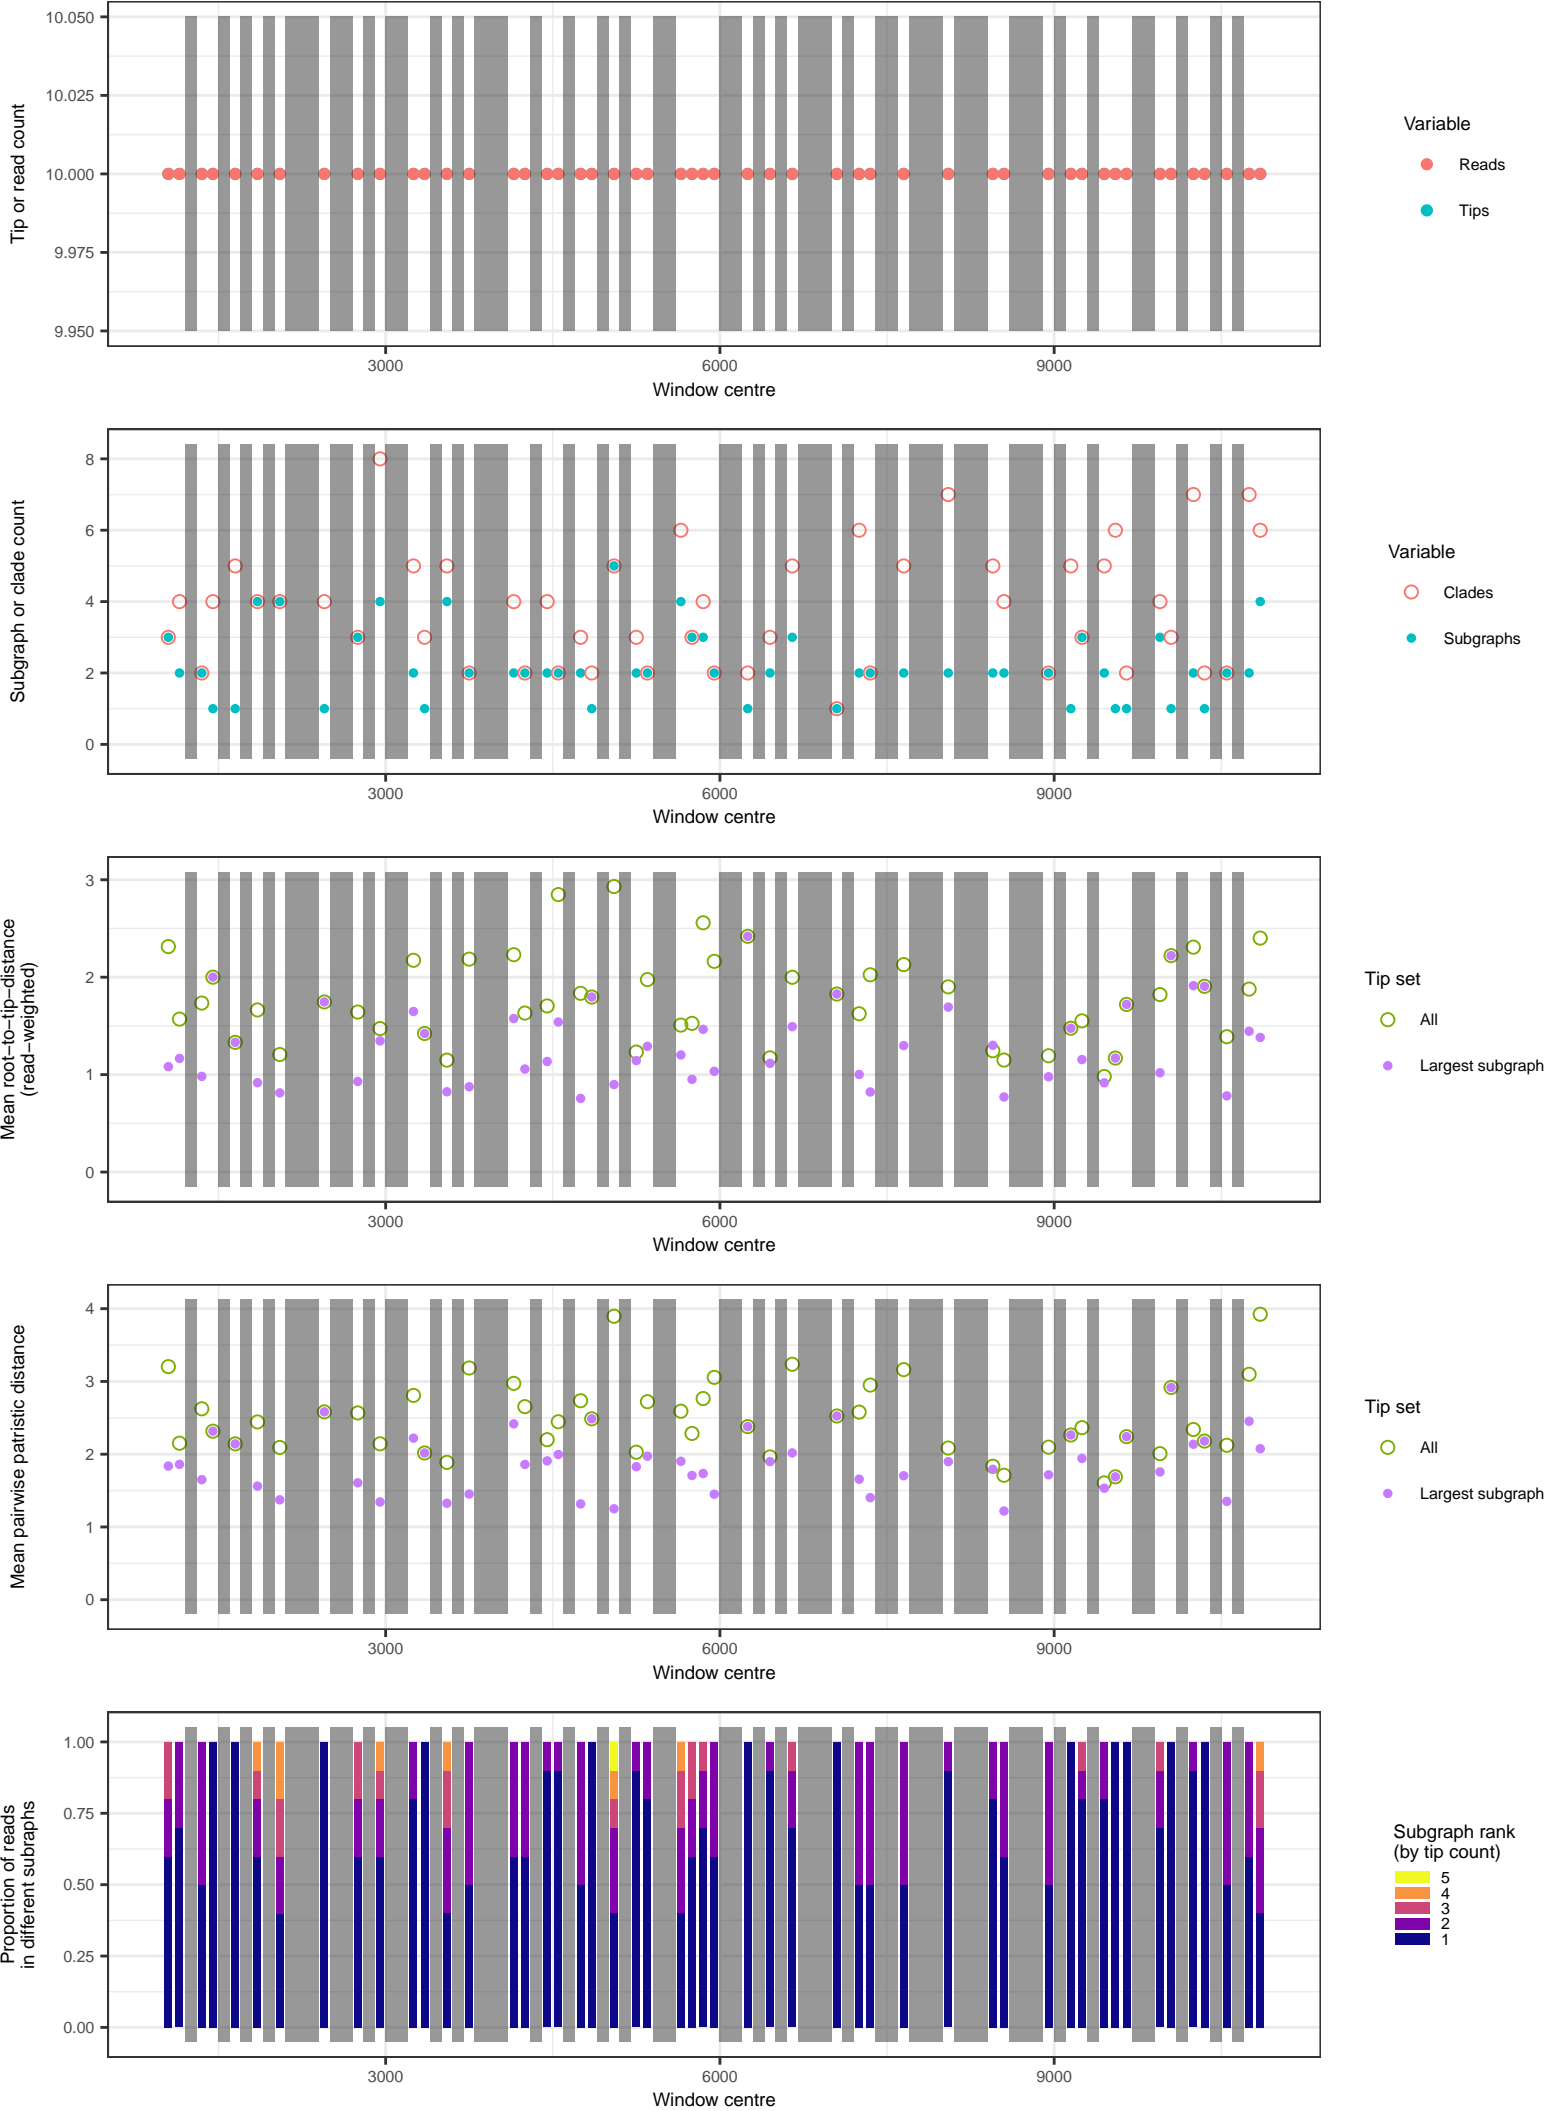 10.050
10.025
10.000
9.975
9.950
Tip or read count
3000
6000
9000
Window centre
Variable
Reads
Tips
8
6
4
2
0
Subgraph or clade count
3000
6000
9000
Window centre
Variable
Clades
Subgraphs
3
2
1
0
Mean root−to−tip−distance
(read−weighted)
3000
6000
9000
Window centre
Tip set
All
Largest subgraph
4
3
2
1
0
Mean pairwise patristic distance
3000
6000
9000
Window centre
Tip set
All
Largest subgraph
1.00
0.75
0.50
0.25
0.00
Proportion of reads
in different subraphs
3000
6000
9000
Window centre
Subgraph rank
(by tip count)
5
4
3
2
1